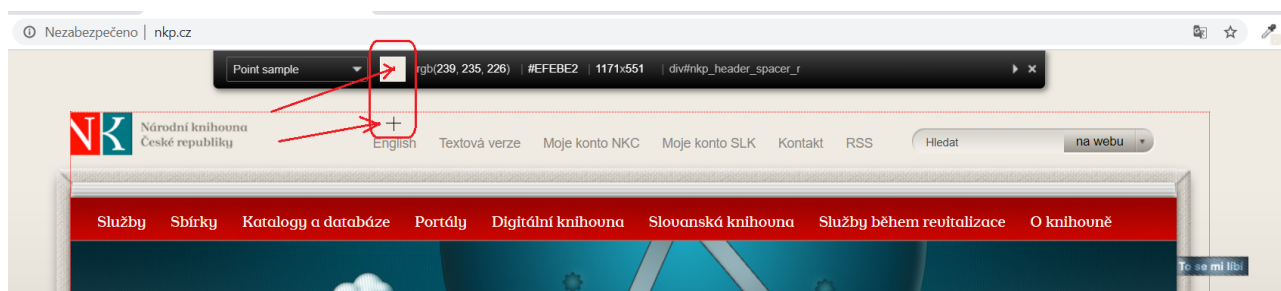 Nezabezpečeno | nkp.cz
Point sample rgb(239, 235, 226) | #EFEBE2 | 1171x551 | div#nkp_header_spacer_r
NK Národní knihovna
České republiky
English Textová verze Moje konto NKC Moje konto SLK Kontakt RSS Hledat na webu
Služby Sbírky Katalogy a databáze Portály Digitální knihovna Slovanská knihovna Služby během revitalizace O knihovně
To se mi líbí